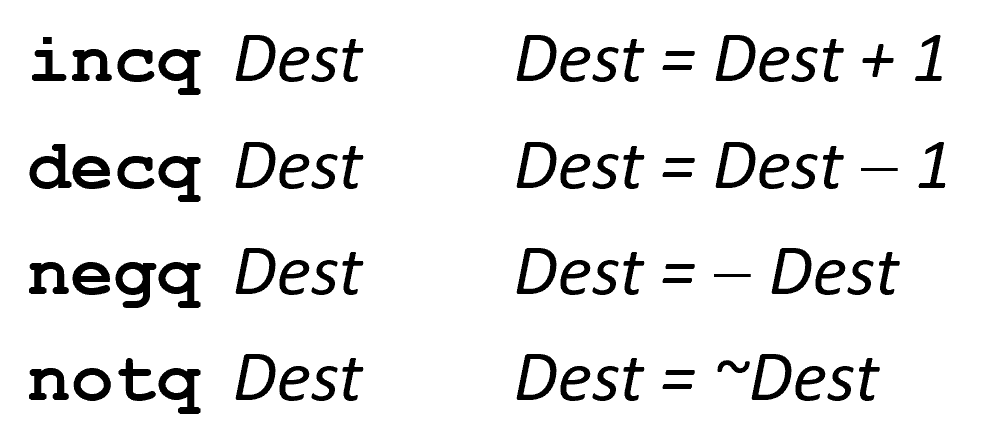 incq Dest Dest = Dest + 1
decq Dest Dest = Dest − 1
negq Dest Dest = − Dest
notq Dest Dest = ~Dest